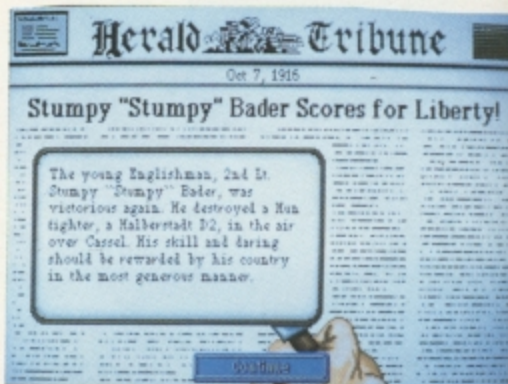 Herald Tribune
Oct 7, 1916
Stumpy "Stumpy" Bader Scores for Liberty!
The young Englishman, 2nd Lt.
Stumpy "Stumpy" Bader, was
victorious again. He destroyed a Hun
fighter, a Halberstadt D2, in the air
over Cassel. His skill and daring
should be rewarded by his country
in the most generous manner.
Continue